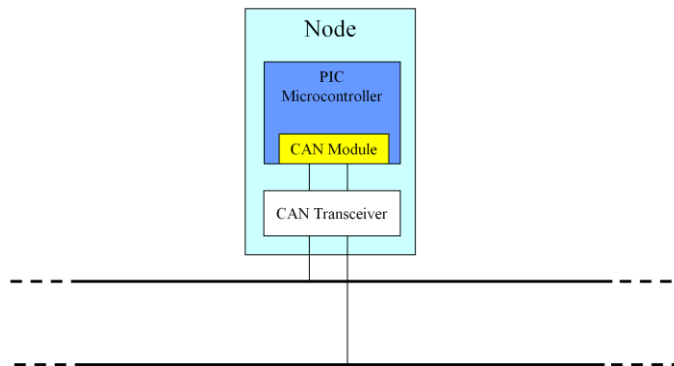 Node
PIC
Microcontroller
CAN Module
CAN Transceiver